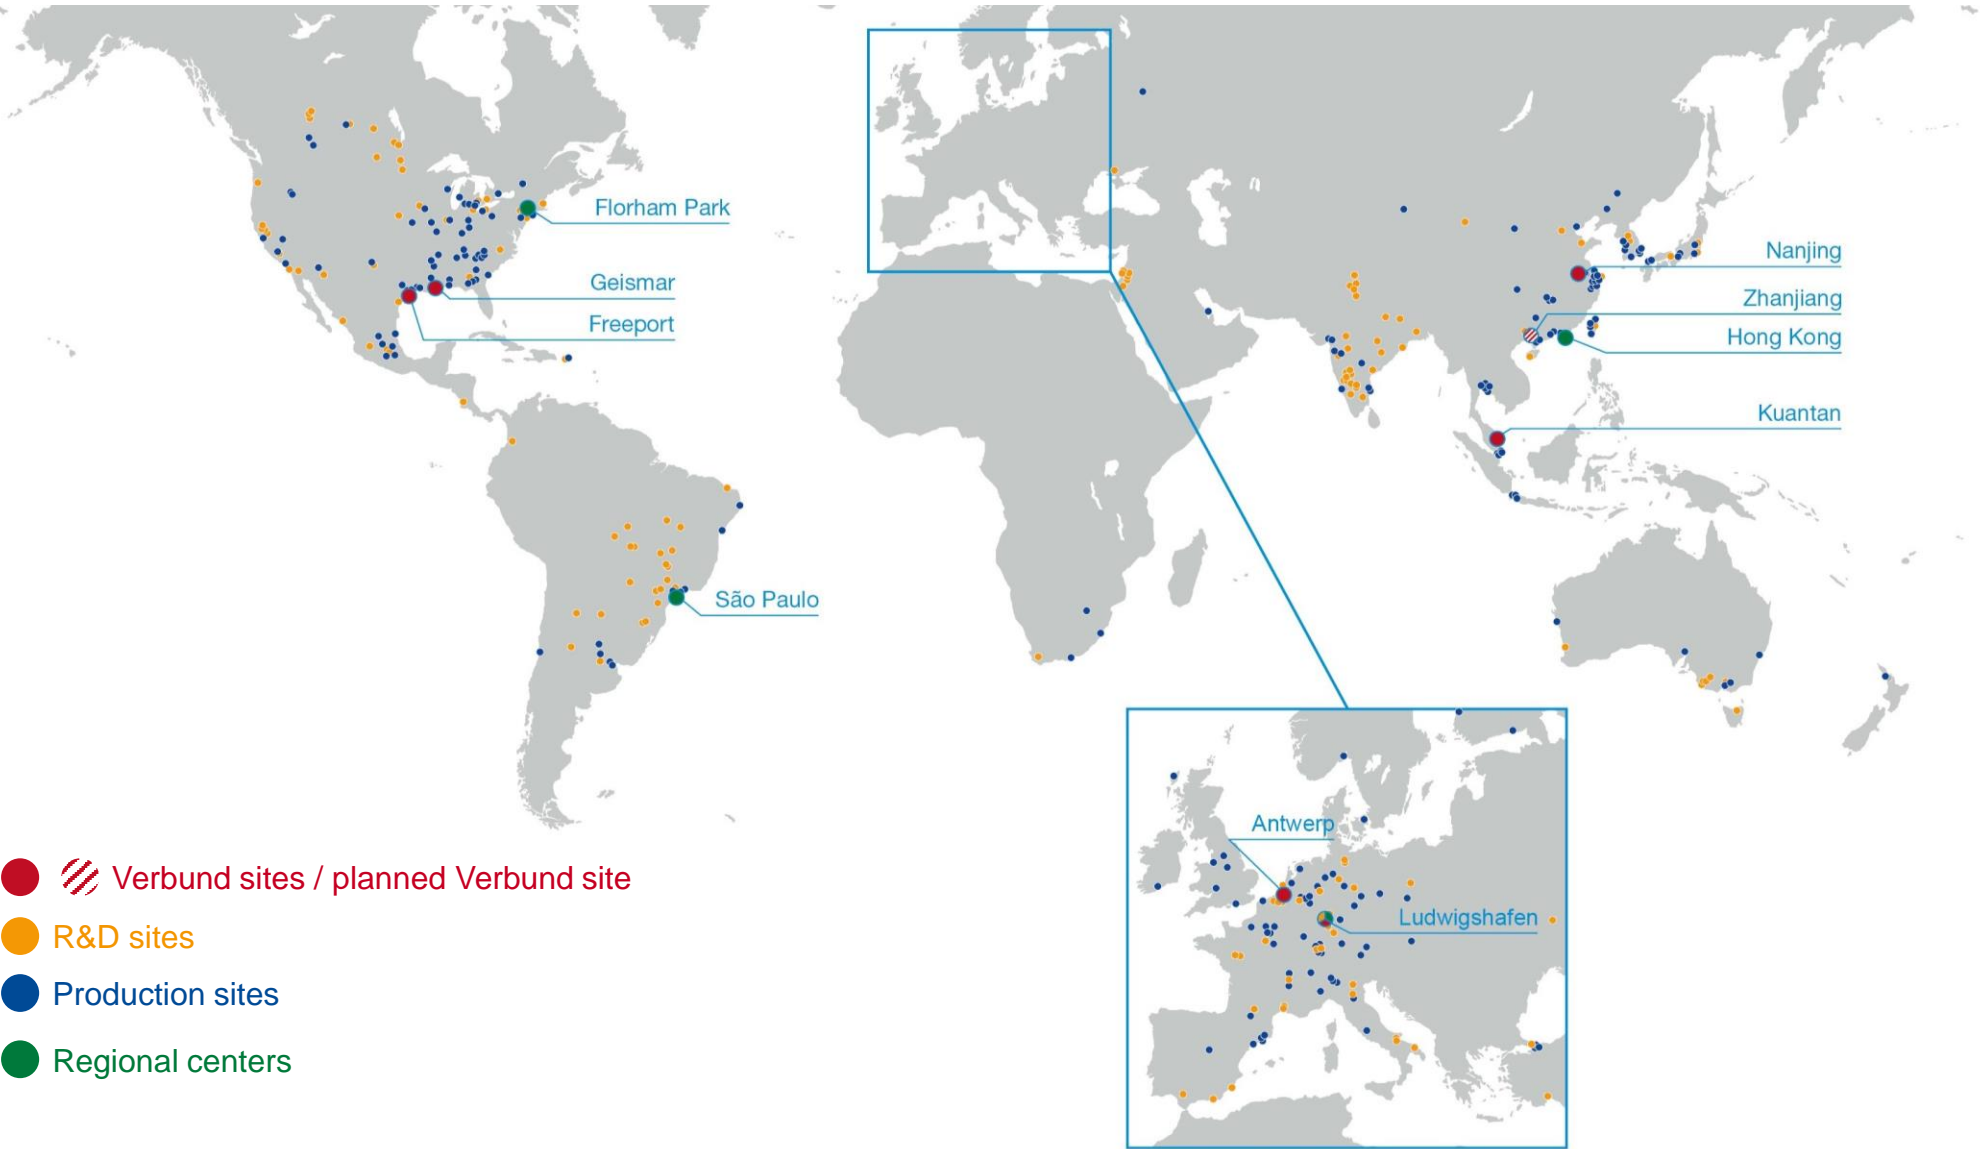 Florham Park
Geismar
Freeport
São Paulo
Nanjing
Zhanjiang
Hong Kong
Kuantan
Antwerp
Ludwigshafen
Verbund sites / planned Verbund site
R&D sites
Production sites
Regional centers